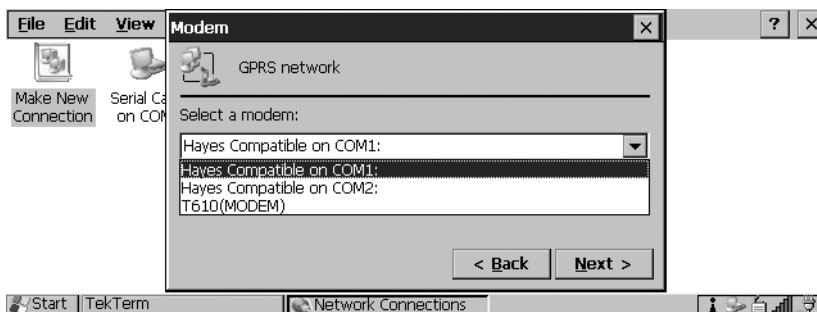 File Edit View
Modem
?
GPRS network
Make New
Connection
Serial Ca
on COM
Select a modem:
Hayes Compatible on COM1:
Hayes Compatible on COM1:
Hayes Compatible on COM2:
T610(MODEM)
< Back Next >
Start TekTerm Network Connections